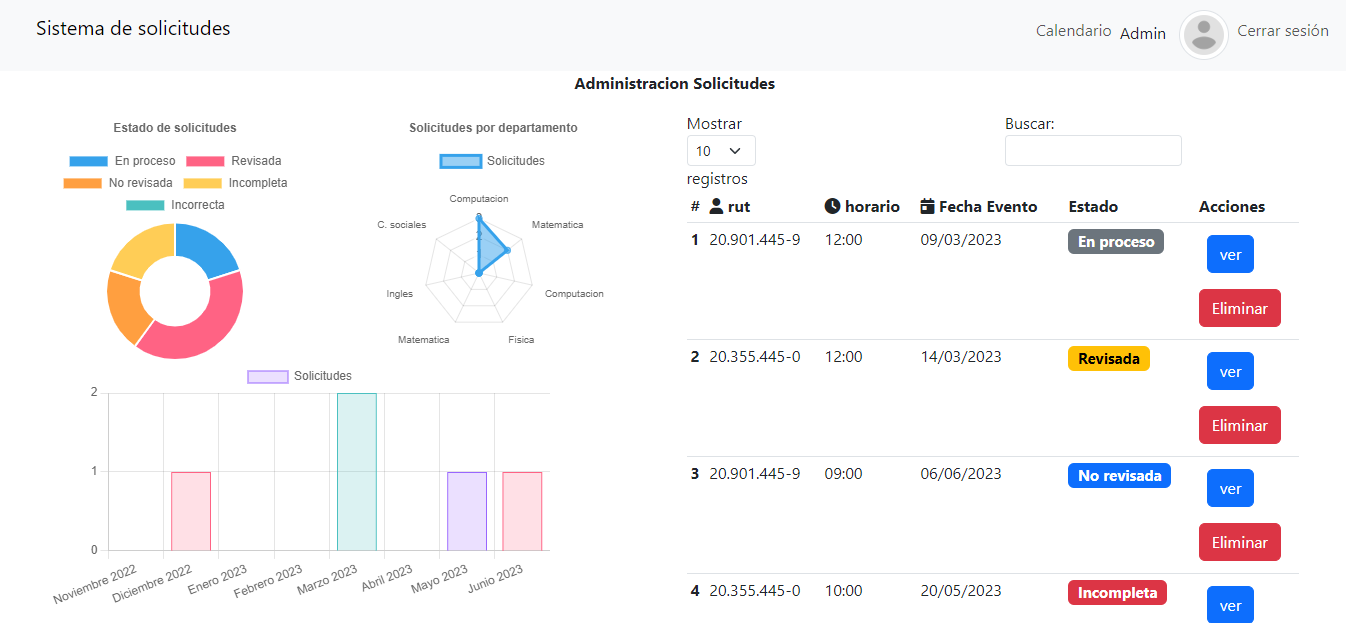 Sistema de solicitudes
Calendario Admin Cerrar sesión
Administracion Solicitudes
Estado de solicitudes
En proceso Revisada
No revisada Incompleta
Incorrecta
Solicitudes por departamento
Solicitudes
Computacion
C. sociales Matematica
Ingles Computacion
Matematica Fisica
Solicitudes
2
1
0
Noviembre 2022 Diciembre 2022 Enero 2023 Febrero 2023 Marzo 2023 Abril 2023 Mayo 2023 Junio 2023
Mostrar
10
registros
Buscar:
# rut horario Fecha Evento Estado Acciones
1 20.901.445-9 12:00 09/03/2023 En proceso ver
Eliminar
2 20.355.445-0 12:00 14/03/2023 Revisada ver
Eliminar
3 20.901.445-9 09:00 06/06/2023 No revisada ver
Eliminar
4 20.355.445-0 10:00 20/05/2023 Incompleta ver